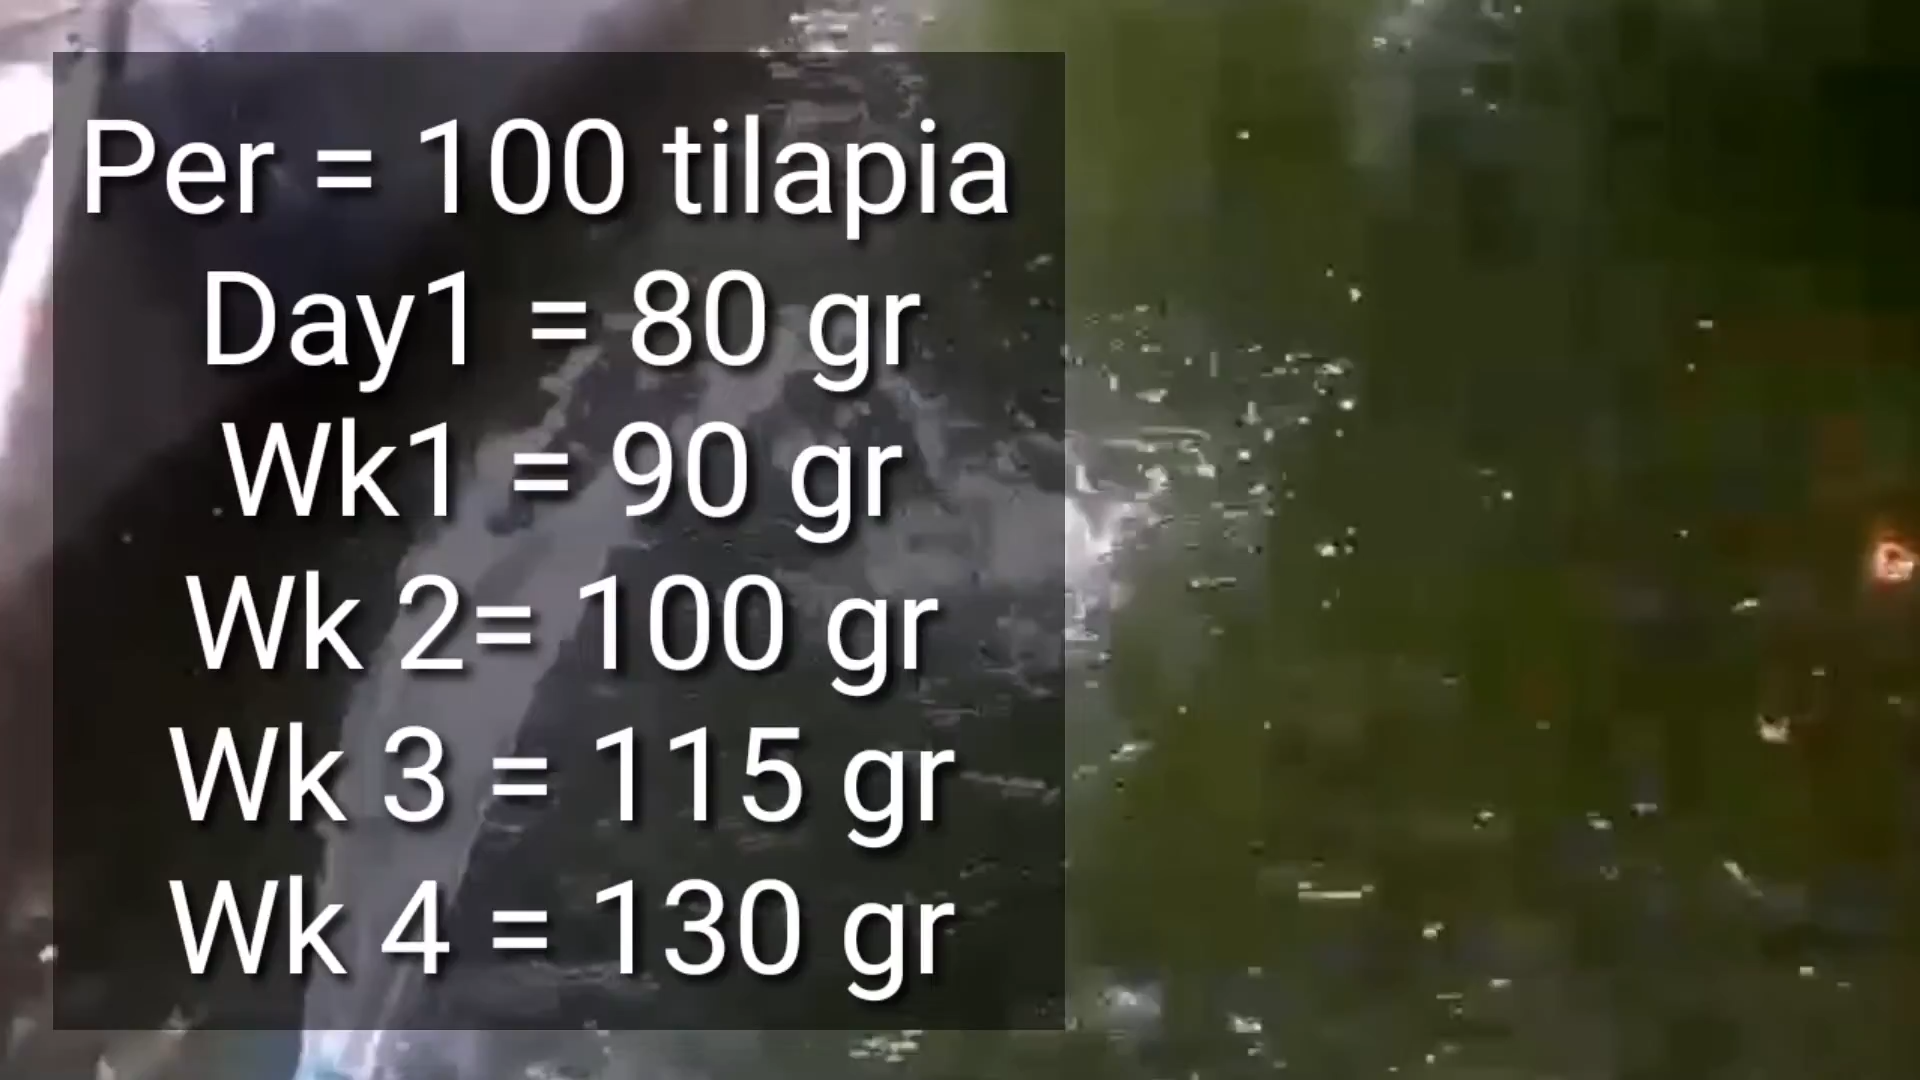 Per = 100 tilapia
Day1 = 80 gr
Wk1 = 90 gr
Wk 2= 100 gr
Wk 3 = 115 gr
Wk 4 = 130 gr